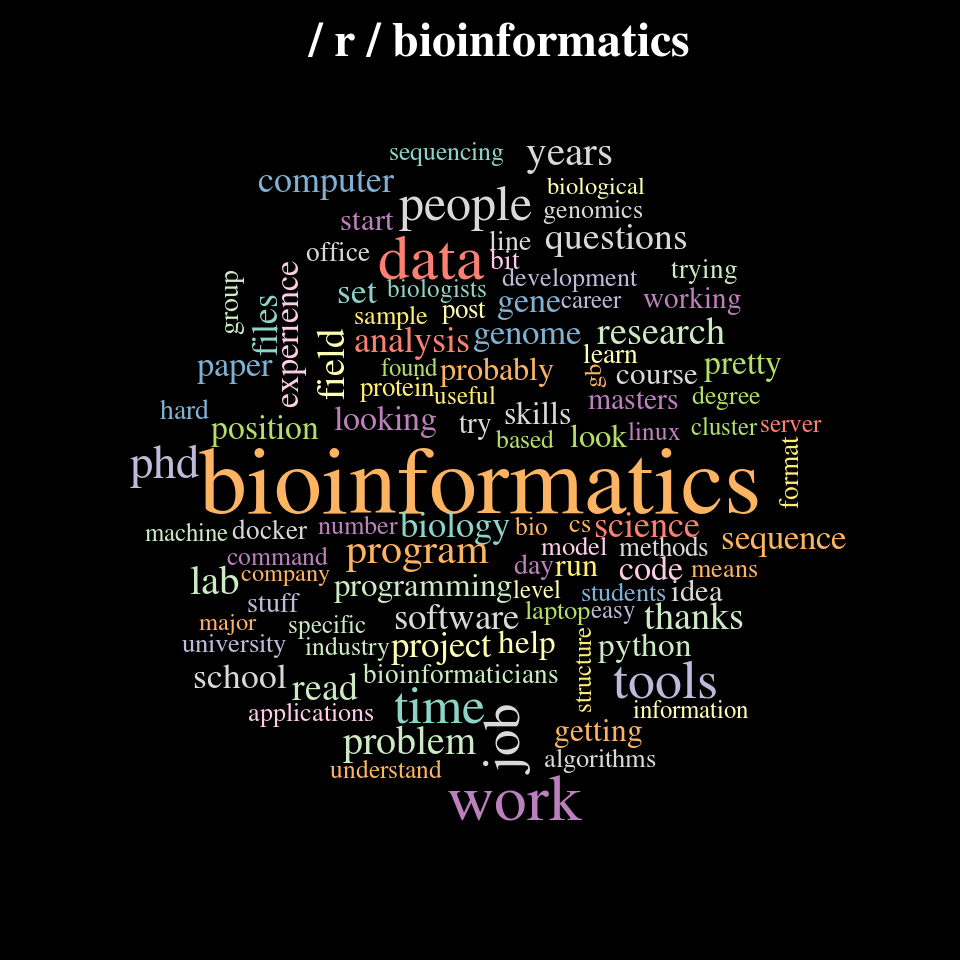 / r / bioinformatics
sequencing years
computer biological
people genomics
start questions
office line
data bit
trying
development
group experience files set biologists gene career working
sample post
field analysis genome research
paper found probably learn pretty
gb course
protein useful masters degree
hard looking try skills
position based look linux cluster server
phd bioinformatics format
machine docker number biology bio cs science sequence
command program model methods
lab company day run code means
programming level students idea
stuff software laptop easy thanks
major specific
university industry project help structure python
school read bioinformaticians tools
applications time job information
problem getting
understand algorithms
work